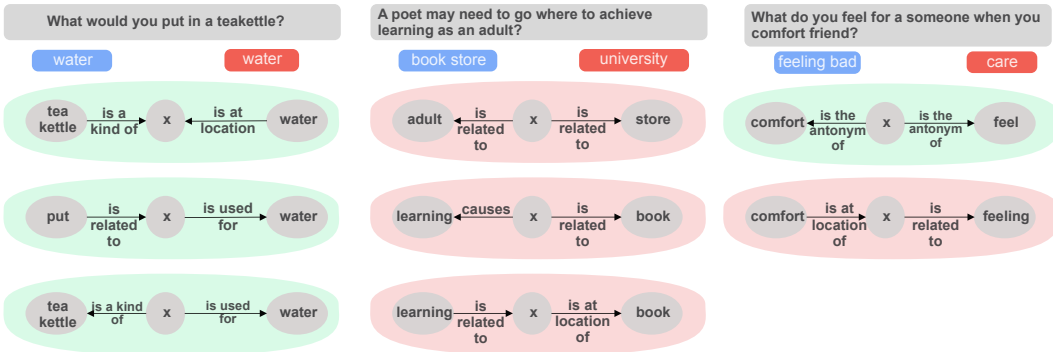 What would you put in a teakettle?
water
water
tea
kettle
is a
kind of
x
is at
location
water
put
is
related
to
x
is used
for
water
tea
kettle
is a kind
of
x
is used
for
water
A poet may need to go where to achieve
learning as an adult?
book store
university
adult
is
related
to
x
is
related
to
store
learning
causes
x
is
related
to
book
learning
is
related
to
x
is at
location
of
book
What do you feel for a someone when you
comfort friend?
feeling bad
care
comfort
is the
antonym
of
x
is the
antonym
of
feel
comfort
is at
location
of
x
is
related
to
feeling